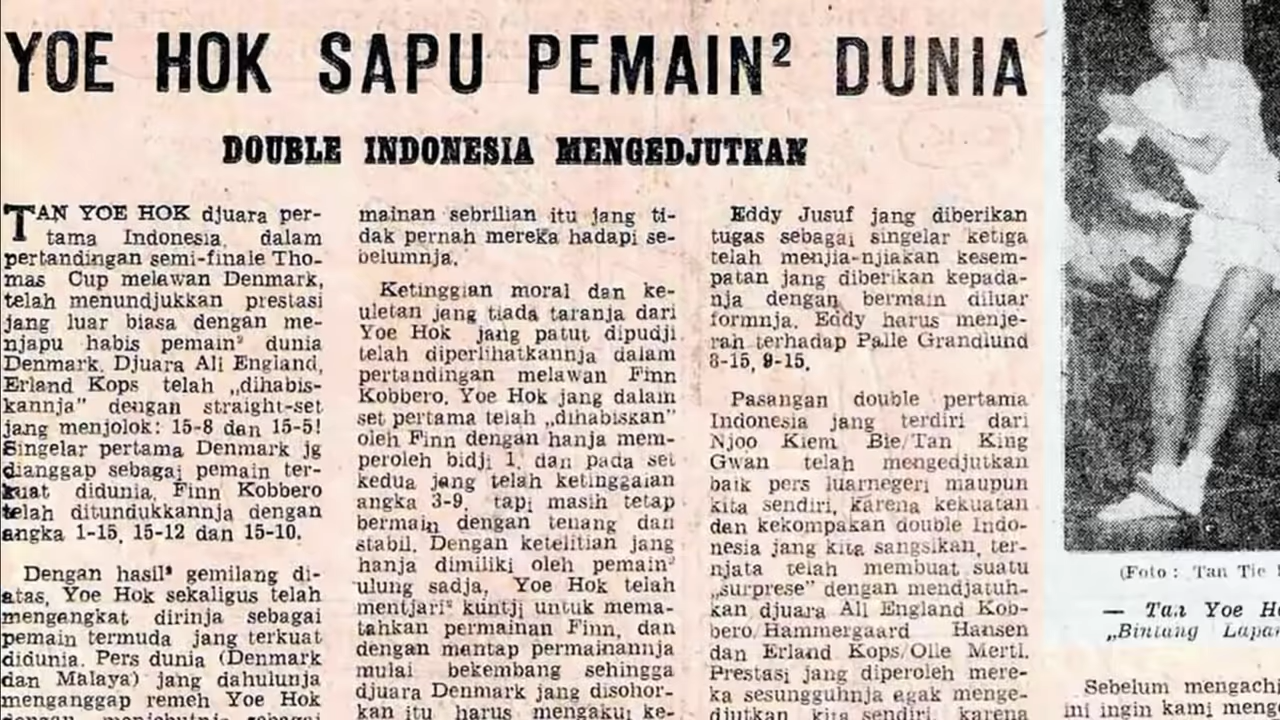 YOE HOK SAPU PEMAIN² DUNIA
DOUBLE INDONESIA MENGEDJUTKAN
TAN YOE HOK djuara per-
tama Indonesia, dalam
pertandingan semi-finale Tho-
mas Cup melawan Denmark,
telah menundjukkan prestasi
jang luar biasa dengan me-
njapu habis pemain² dunia
Denmark. Djuara All England,
Erland Kops telah „dihabis-
kannja” dengan straight-set
jang menjolok: 15-8 dan 15-5!
Singelar pertama Denmark jg
dianggap sebagai pemain ter-
kuat didunia, Finn Kobbero
telah ditundukkannja dengan
angka 1-15, 15-12 dan 15-10.
Dengan hasil² gemilang di-
atas, Yoe Hok sekaligus telah
mengangkat dirinja sebagai
pemain termuda jang terkuat
didunia. Pers dunia (Denmark
dan Malaya) jang dahulunja
menganggap remeh Yoe Hok
dengan menjebutnja sebagai
mainan sebrilian itu jang ti-
dak pernah mereka hadapi se-
belumnja.
Ketinggian moral dan ke-
uletan jang tiada taranja dari
Yoe Hok jang patut dipudji
telah diperlihatkannja dalam
pertandingan melawan Finn
Kobbero. Yoe Hok jang dalam
set pertama telah „dihabiskan”
oleh Finn dengan hanja mem-
peroleh bidji 1, dan pada set
kedua jang telah ketinggaian
angka 3-9, tapi masih tetap
bermain dengan tenang dan
stabil. Dengan ketelitian jang
hanja dimiliki oleh pemain²
ulung sadja, Yoe Hok telah
mentjari² kuntji untuk mema-
tahkan permainan Finn, dan
dengan mantap permainannja
mulai bekembang sehingga
djuara Denmark jang disohor-
kan itu harus mengakui ke-
Eddy Jusuf jang diberikan
tugas sebagai singelar ketiga
telah menjia-njiakan kesem-
patan jang diberikan kepada-
nja dengan bermain diluar
formnja. Eddy harus menje-
rah terhadap Palle Grandlund
8-15, 9-15.
Pasangan double pertama
Indonesia jang terdiri dari
Njoo Kiem Bie/Tan King
Gwan telah mengedjutkan
baik pers luarnegeri maupun
kita sendiri, karena kekuatan
dan kekompakan double Indo-
nesia jang kita sangsikan, ter-
njata telah membuat suatu
„surprese” dengan mendjatuh-
kan djuara All England Kob-
bero/Hammergaard Hansen
dan Erland Kops/Olle Mertl.
Prestasi jang diperoleh mere-
ka sesungguhnja agak menge-
djutkan kita sendiri, karena
(Foto : Tan Tie
— Tan Yoe Ho
„Bintang Lapa
Sebelum mengachi
ini ingin kami meng